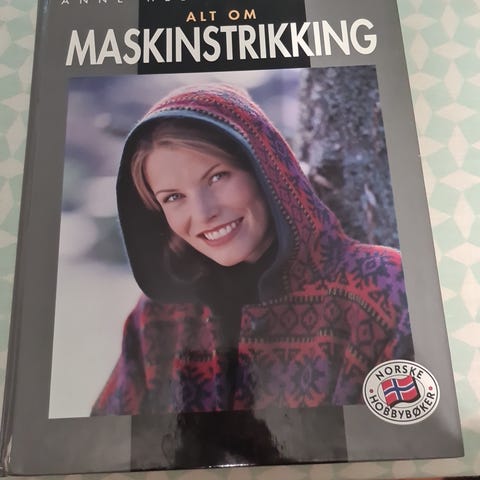 ANNE
ALT OM
MASKINSTRIKKING
NORSKE
HOBBYBØKER